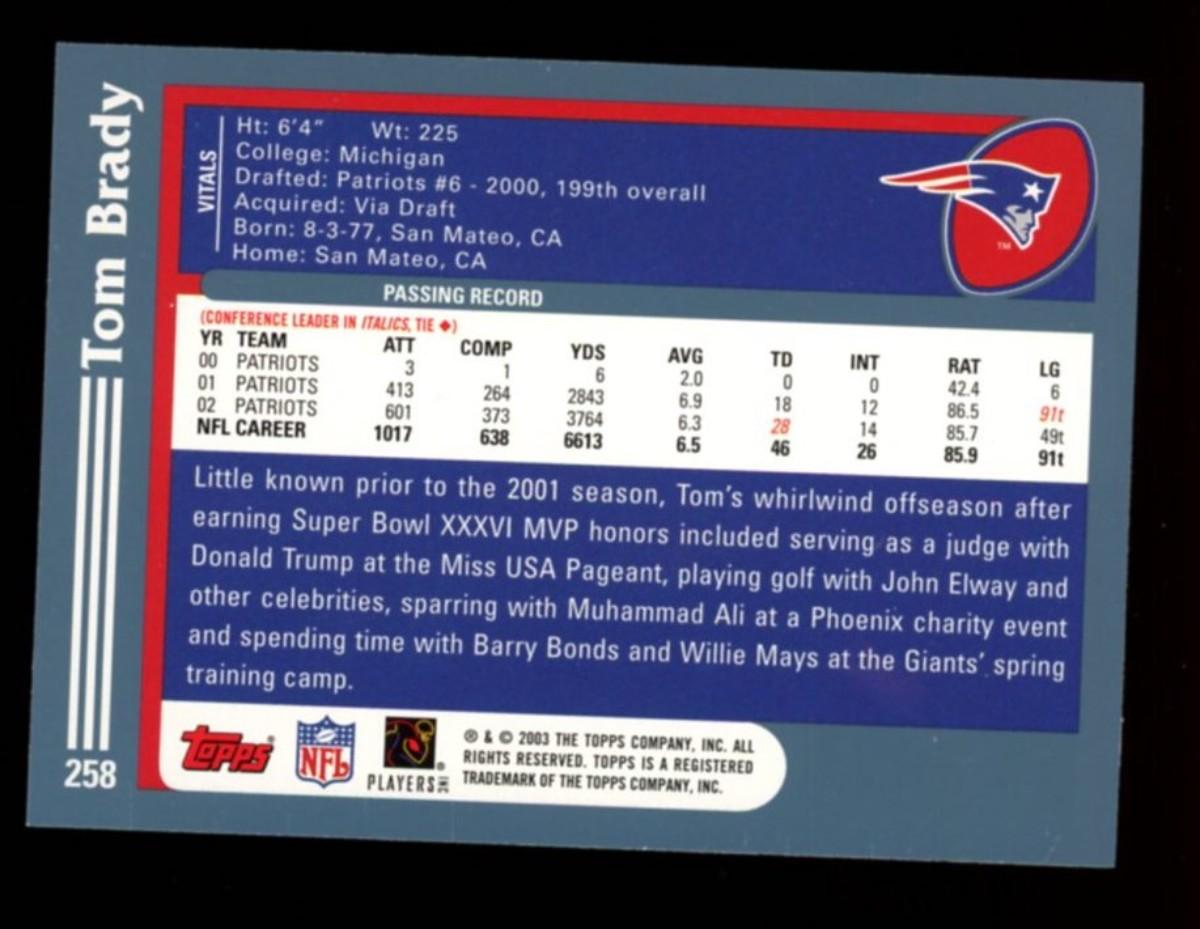 Tom Brady
258
VITALS
Ht: 6'4" Wt: 225
College: Michigan
Drafted: Patriots #6 - 2000, 199th overall
Acquired: Via Draft
Born: 8-3-77, San Mateo, CA
Home: San Mateo, CA
TM
PASSING RECORD
(CONFERENCE LEADER IN ITALICS, TIE ♦)
YR TEAM ATT COMP YDS AVG TD INT RAT LG
00 PATRIOTS 3 1 6 2.0 0 0 42.4 6
01 PATRIOTS 413 264 2843 6.9 18 12 86.5 91t
02 PATRIOTS 601 373 3764 6.3 28 14 85.7 49t
NFL CAREER 1017 638 6613 6.5 46 26 85.9 91t
Little known prior to the 2001 season, Tom's whirlwind offseason after
earning Super Bowl XXXVI MVP honors included serving as a judge with
Donald Trump at the Miss USA Pageant, playing golf with John Elway and
other celebrities, sparring with Muhammad Ali at a Phoenix charity event
and spending time with Barry Bonds and Willie Mays at the Giants' spring
training camp.
topps ®
NFL
PLAYERS INC ®
® & © 2003 THE TOPPS COMPANY, INC. ALL
RIGHTS RESERVED. TOPPS IS A REGISTERED
TRADEMARK OF THE TOPPS COMPANY, INC.